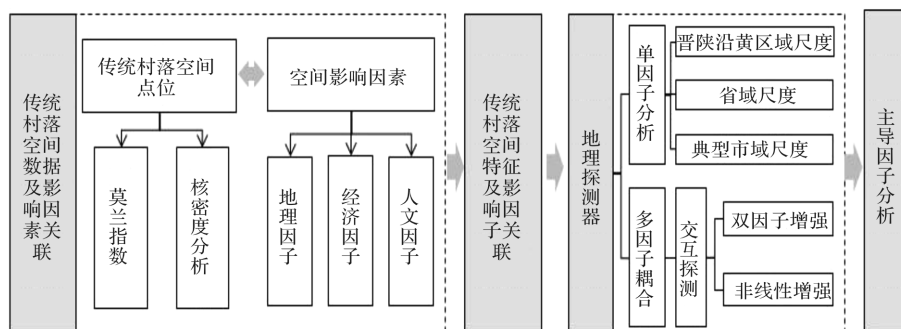 传统村落空间数据及影响因素关联
传统村落空间
点位
空间影响因素
莫兰指数
核密度分析
地理因子
经济因子
人文因子
传统村落空间特征及影响因子关联
地理探测器
单因子分析
晋陕沿黄区域尺度
省域尺度
典型市域尺度
多因子耦合
交互探测
双因子增强
非线性增强
主导因子分析